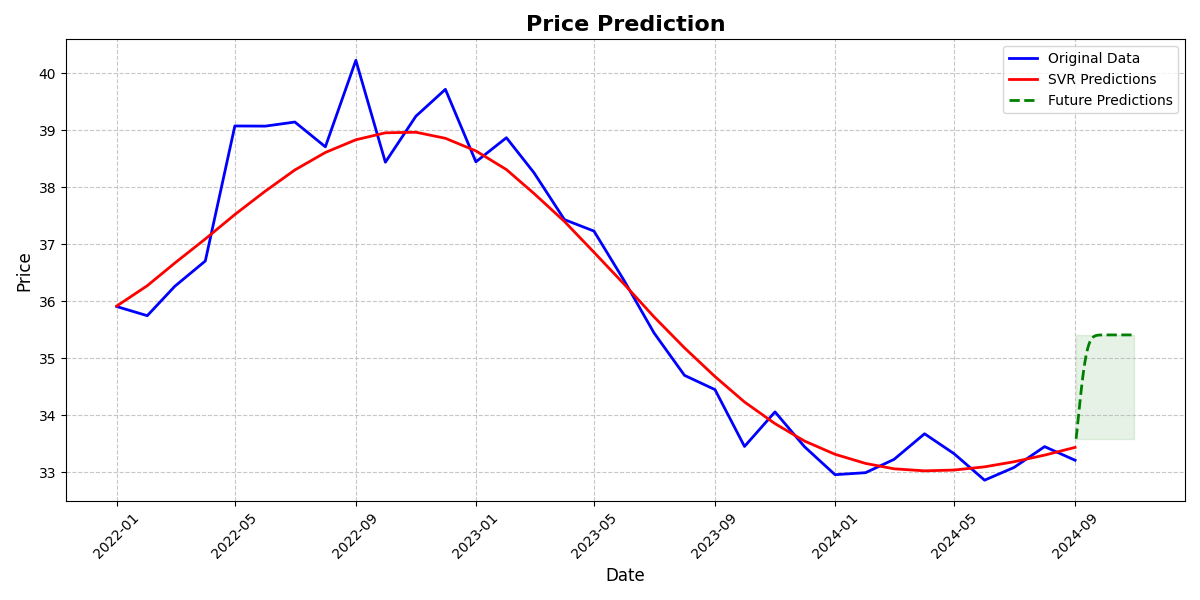 Price Prediction
Original Data
SVR Predictions
Future Predictions
Price
40
39
38
37
36
35
34
33
2022-01
2022-05
2022-09
2023-01
2023-05
2023-09
2024-01
2024-05
2024-09
Date